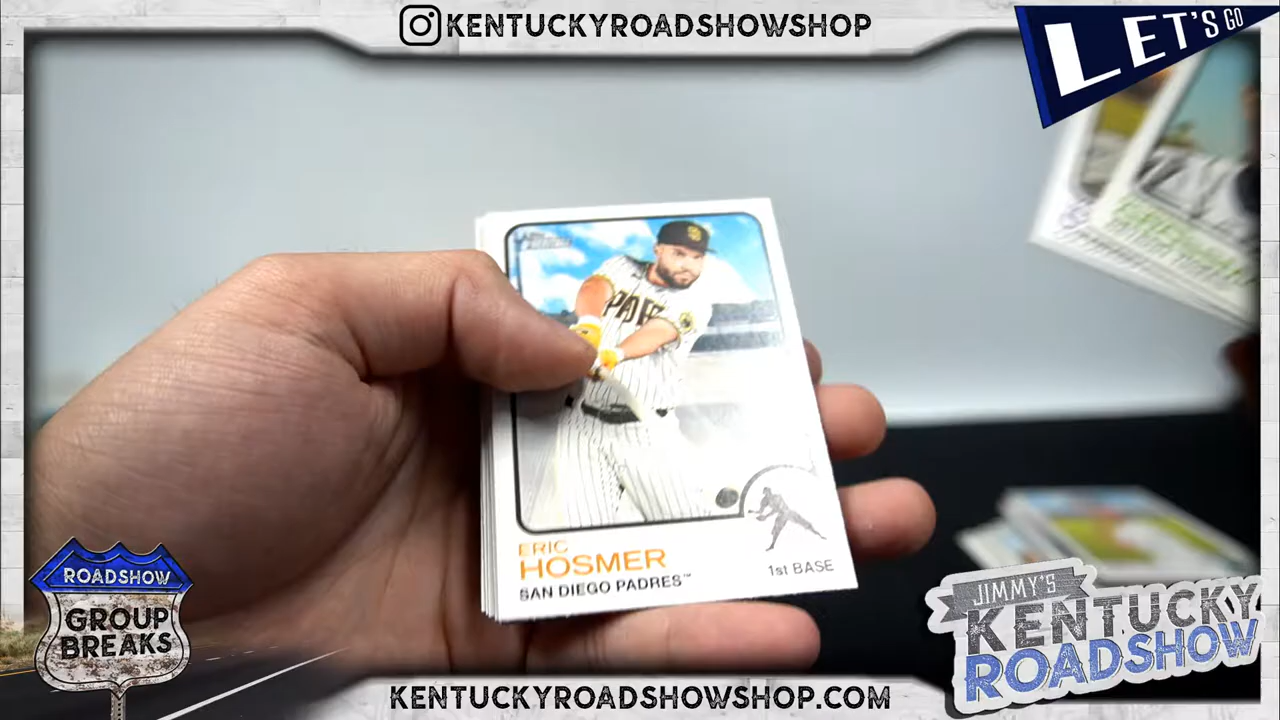 KENTUCKYROADSHOWSHOP
LET'S GO
ERIC
HOSMER
SAN DIEGO PADRES™
1st BASE
ROADSHOW
GROUP
BREAKS
JIMMY'S
KENTUCKY
ROADSHOW
KENTUCKYROADSHOWSHOP.COM